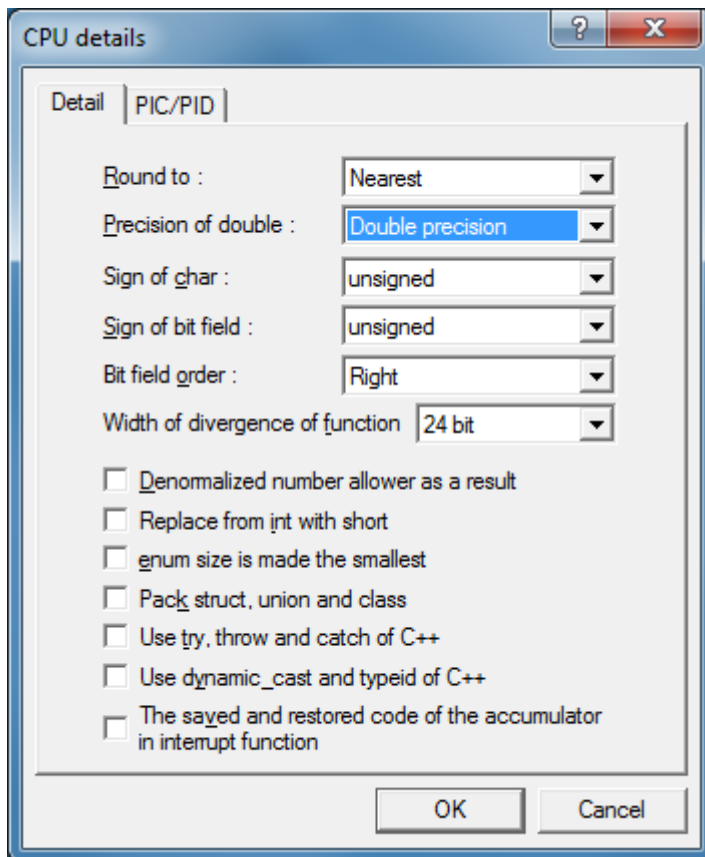 CPU details
Detail PIC/PID
Round to : Nearest
Precision of double : Double precision
Sign of char : unsigned
Sign of bit field : unsigned
Bit field order : Right
Width of divergence of function 24 bit
Denormalized number allower as a result
Replace from int with short
enum size is made the smallest
Pack struct, union and class
Use try, throw and catch of C++
Use dynamic_cast and typeid of C++
The saved and restored code of the accumulator
in interrupt function
OK Cancel